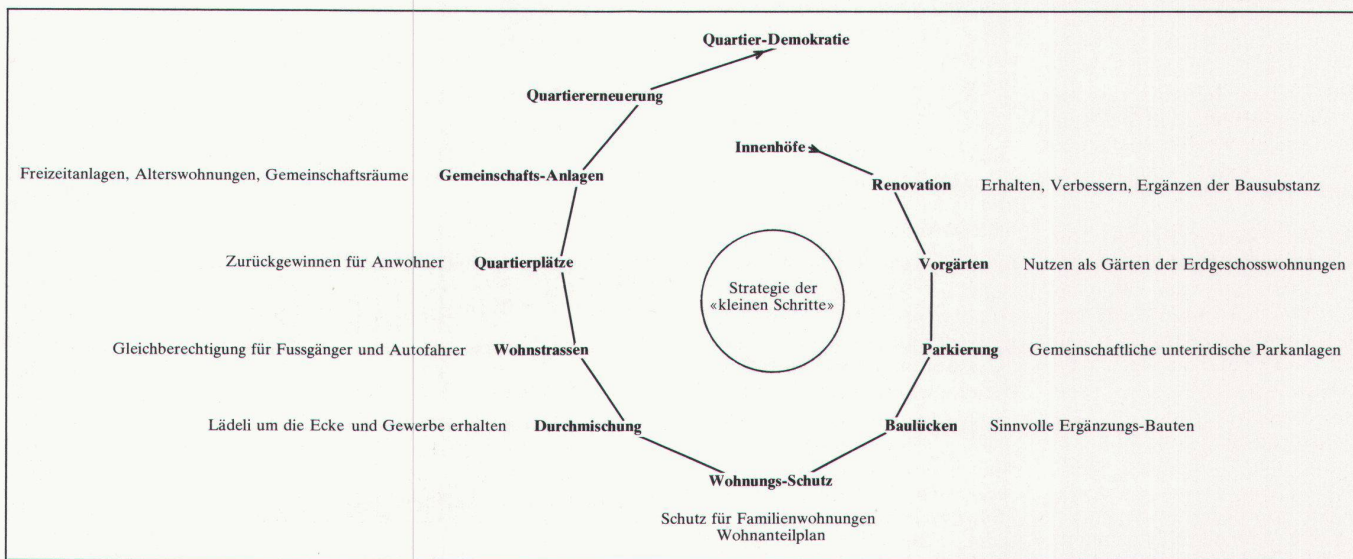 Quartier-Demokratie
Quartiererneuerung
Innenhöfe
Freizeitanlagen, Alterswohnungen, Gemeinschaftsräume Gemeinschafts-Anlagen
Renovation Erhalten, Verbessern, Ergänzen der Bausubstanz
Zurückgewinnen für Anwohner Quartierplätze
Vorgärten Nutzen als Gärten der Erdgeschosswohnungen
Strategie der
«kleinen Schritte»
Gleichberechtigung für Fussgänger und Autofahrer Wohnstrassen
Parkierung Gemeinschaftliche unterirdische Parkanlagen
Lädeli um die Ecke und Gewerbe erhalten Durchmischung
Baulücken Sinnvolle Ergänzungs-Bauten
Wohnungs-Schutz
Schutz für Familienwohnungen
Wohnanteilplan